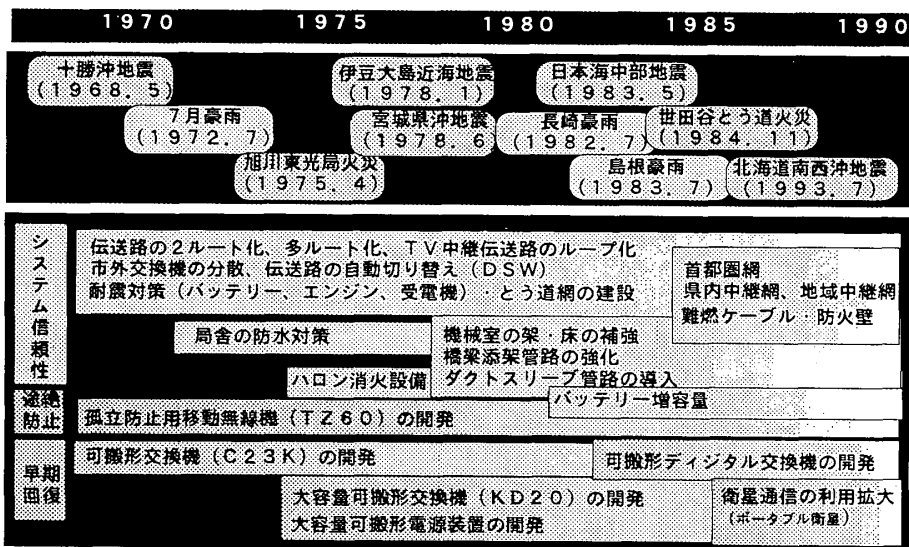 1970 1975 1980 1985 1990
十勝沖地震
(1968.5)
伊豆大島近海地震
(1978.1)
日本海中部地震
(1983.5)
7月豪雨
(1972.7)
宮城県沖地震
(1978.6)
長崎豪雨
(1982.7)
世田谷とう道火災
(1984.11)
旭川東光局火災
(1975.4)
島根豪雨
(1983.7)
北海道南西沖地震
(1993.7)
システム信頼性
伝送路の2ルート化、多ルート化、TV中継伝送路のループ化
市外交換機の分散、伝送路の自動切り替え(DSW)
耐震対策(バッテリー、エンジン、受電機)・とう道網の建設
首都圏網
県内中継網、地域中継網
難燃ケーブル・防火壁
局舎の防水対策
機械室の架・床の補強
橋梁添架管路の強化
ダクトスリーブ管路の導入
ハロン消火設備
途絶
防止
バッテリー増容量
孤立防止用移動無線機(TZ60)の開発
早期
回復
可搬形交換機(C23K)の開発
可搬形ディジタル交換機の開発
大容量可搬形交換機(KD20)の開発
大容量可搬形電源装置の開発
衛星通信の利用拡大
(ポータブル衛星)